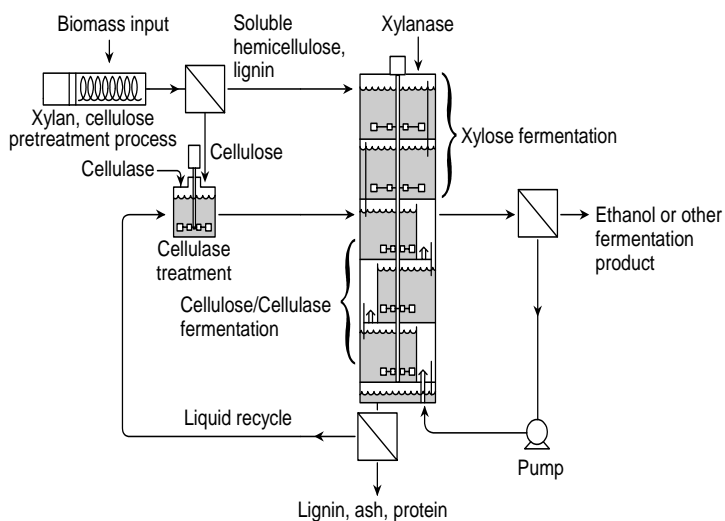 Biomass input
Soluble
hemicellulose,
lignin
Xylanase
Xylan, cellulose
pretreatment process
Xylose fermentation
Cellulose
Cellulase
Ethanol or other
fermentation
product
Cellulase
treatment
Cellulose/Cellulase
fermentation
Liquid recycle
Pump
Lignin, ash, protein